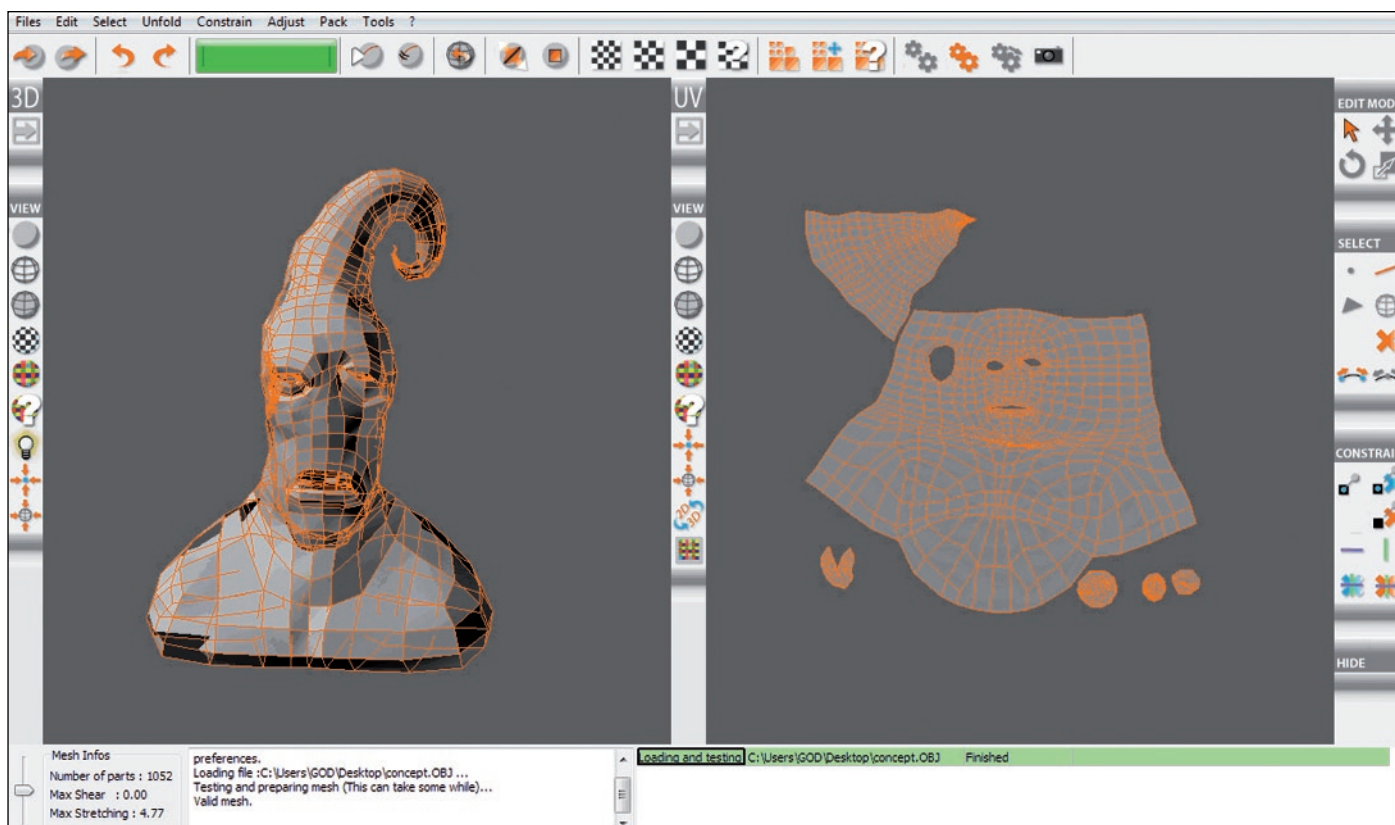 Files Edit Select Unfold Constrain Adjust Pack Tools ?
3D
UV
EDIT MOD
VIEW
VIEW
SELECT
2D
3D
CONSTRAI
HIDE
Mesh Infos
Number of parts : 1052
Max Shear : 0.00
Max Stretching : 4.77
preferences.
Loading file :C:\Users\GOD\Desktop\concept.OBJ ...
Testing and preparing mesh (This can take some while)...
Valid mesh.
Loading and testing C:\Users\GOD\Desktop\concept.OBJ Finished